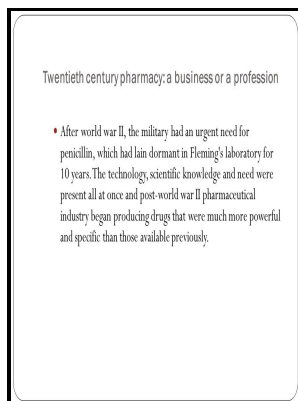 Twentieth century pharmacy: a business or a profession
• After world war II, the military had an urgent need for
penicillin, which had lain dormant in Fleming's laboratory for
10 years. The technology, scientific knowledge and need were
present all at once and post-world war II pharmaceutical
industry began producing drugs that were much more powerful
and specific than those available previously.